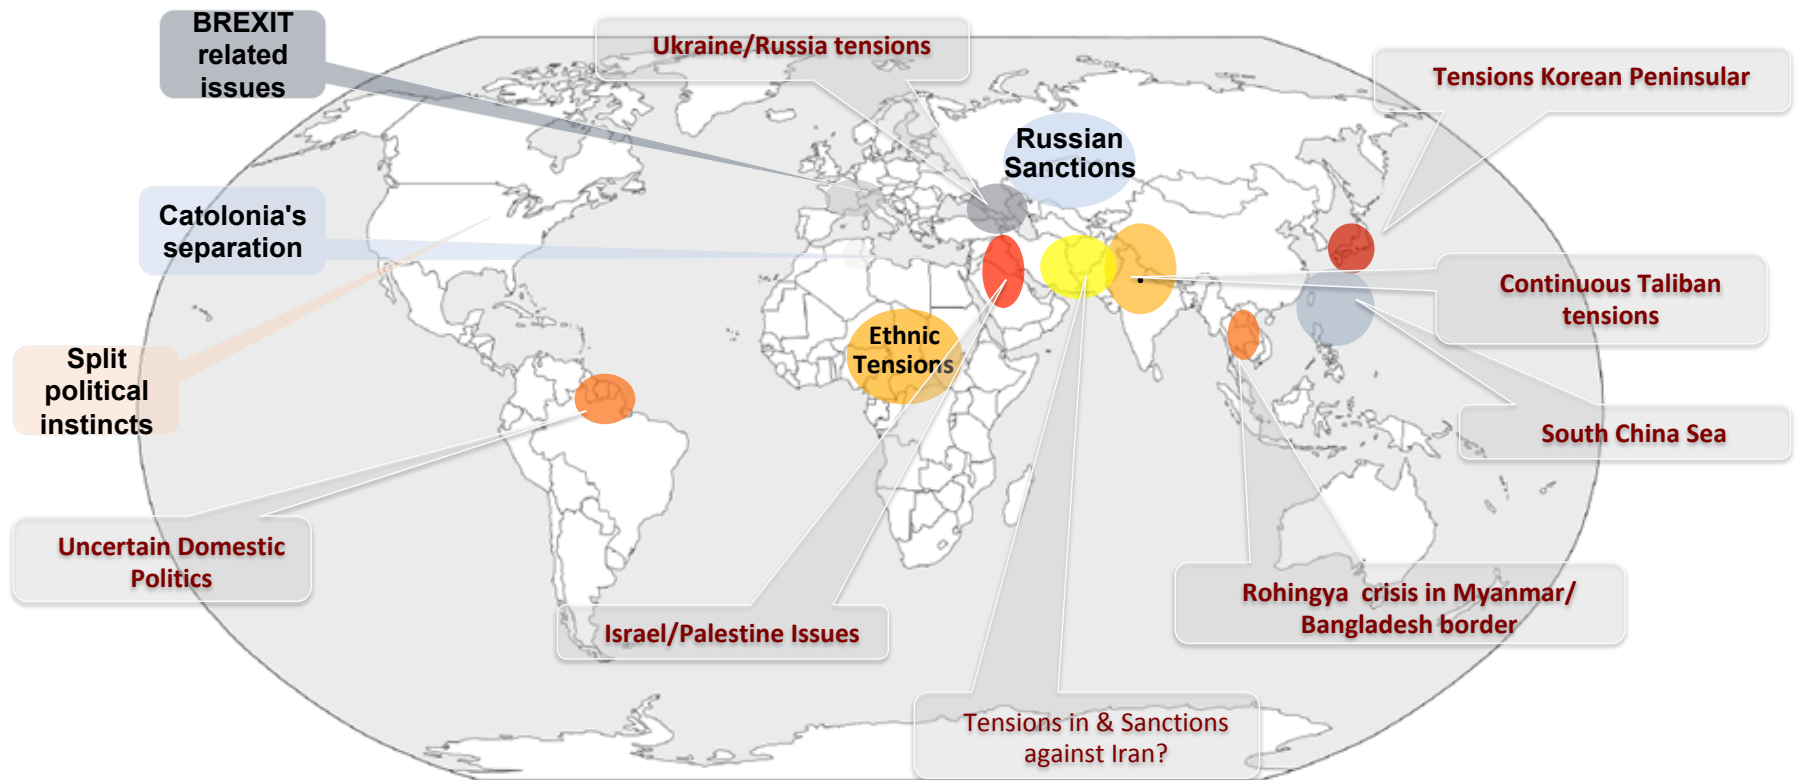 BREXIT
related
issues
Ukraine/Russia tensions
Tensions Korean Peninsular
Russian
Sanctions
Catolonia's
separation
Continuous Taliban
tensions
Ethnic
Tensions
Split
political
instincts
South China Sea
Uncertain Domestic
Politics
Israel/Palestine Issues
Rohingya crisis in Myanmar/
Bangladesh border
Tensions in & Sanctions
against Iran?